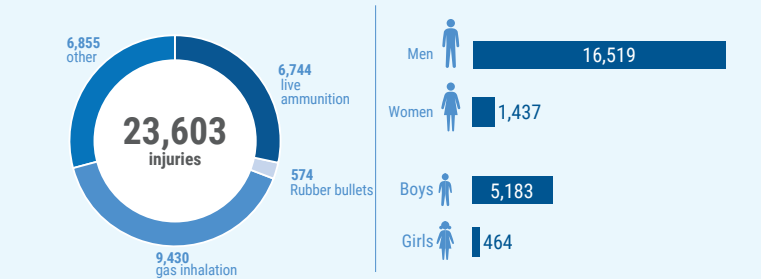 6,855
other
6,744
live
ammunition
23,603
injuries
574
Rubber bullets
9,430
gas inhalation
Men
16,519
Women
1,437
Boys
5,183
Girls
464